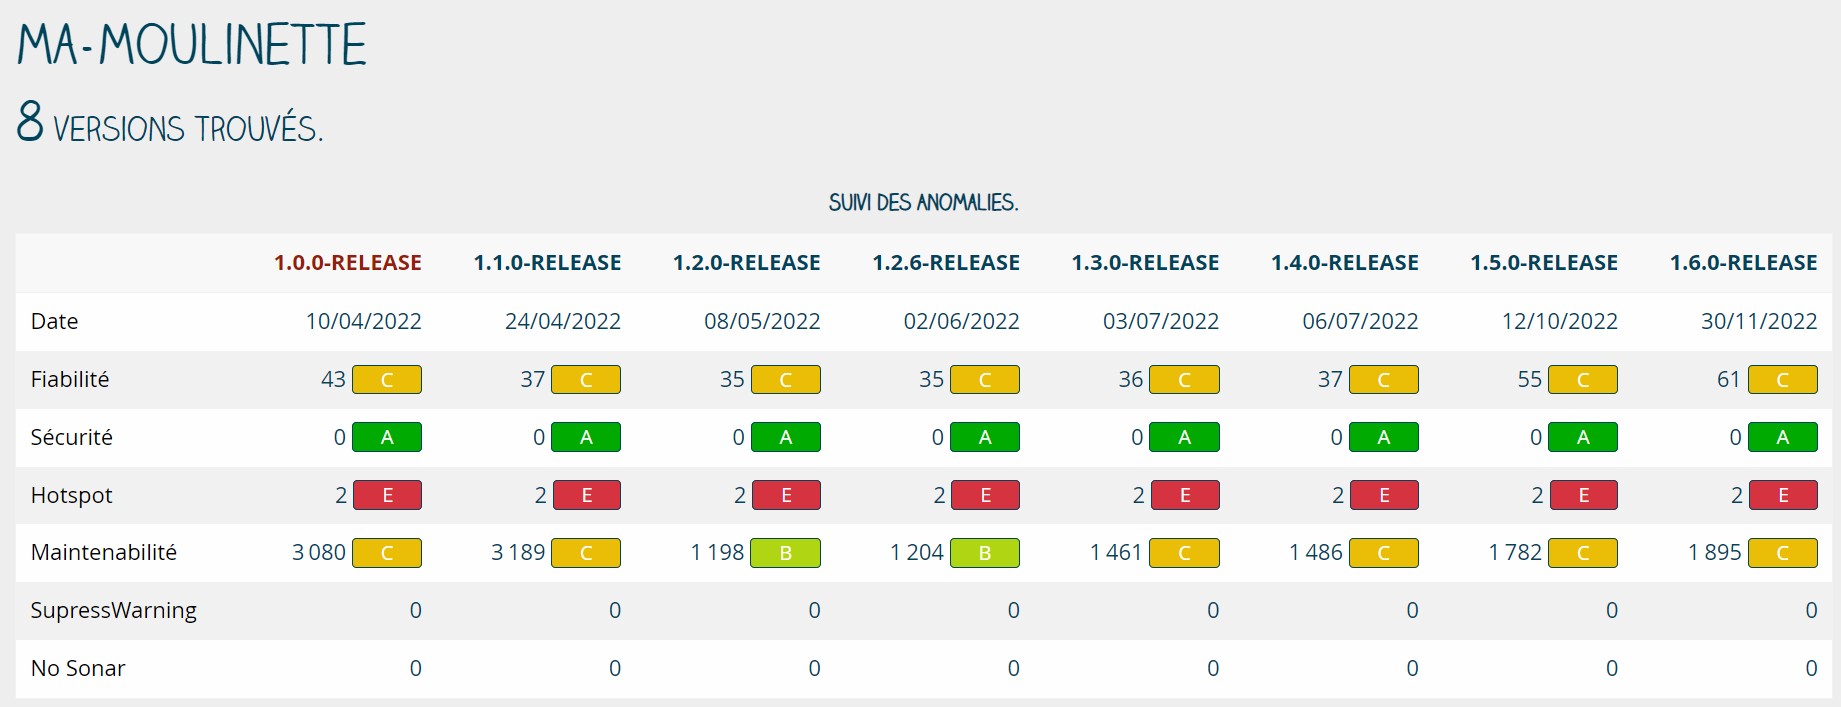 MA-MOULINETTE
8 VERSIONS TROUVÉS.
SUIVI DES ANOMALIES.
1.0.0-RELEASE 1.1.0-RELEASE 1.2.0-RELEASE 1.2.6-RELEASE 1.3.0-RELEASE 1.4.0-RELEASE 1.5.0-RELEASE 1.6.0-RELEASE
Date 10/04/2022 24/04/2022 08/05/2022 02/06/2022 03/07/2022 06/07/2022 12/10/2022 30/11/2022
Fiabilité 43 C 37 C 35 C 35 C 36 C 37 C 55 C 61 C
Sécurité 0 A 0 A 0 A 0 A 0 A 0 A 0 A 0 A
Hotspot 2 E 2 E 2 E 2 E 2 E 2 E 2 E 2 E
Maintenabilité 3 080 C 3 189 C 1 198 B 1 204 B 1 461 C 1 486 C 1 782 C 1 895 C
SupressWarning 0 0 0 0 0 0 0 0
No Sonar 0 0 0 0 0 0 0 0